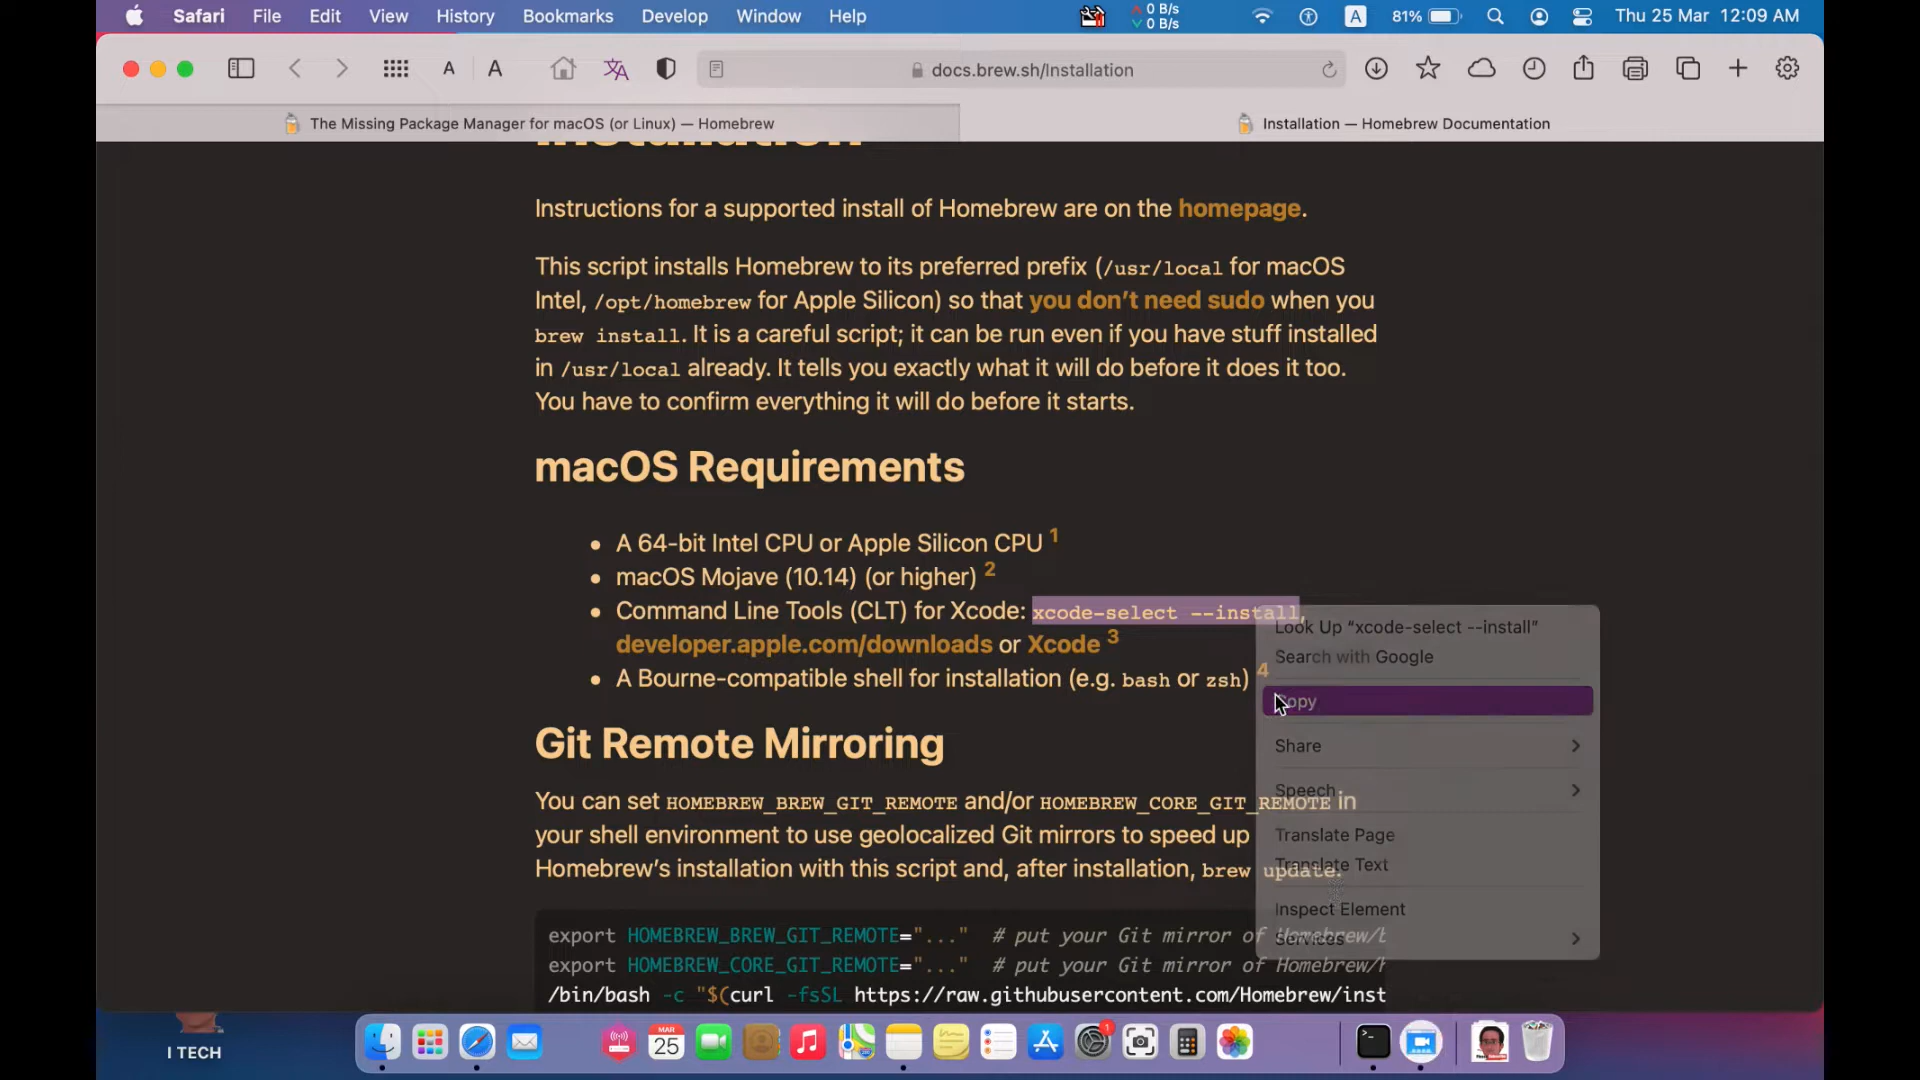 Safari File Edit View History Bookmarks Develop Window Help
0 B/s
0 B/s
A
81%
Thu 25 Mar 12:09 AM
A A
docs.brew.sh/Installation
The Missing Package Manager for macOS (or Linux) — Homebrew
Installation — Homebrew Documentation
Installation
Instructions for a supported install of Homebrew are on the homepage.
This script installs Homebrew to its preferred prefix (/usr/local for macOS
Intel, /opt/homebrew for Apple Silicon) so that you don’t need sudo when you
brew install. It is a careful script; it can be run even if you have stuff installed
in /usr/local already. It tells you exactly what it will do before it does it too.
You have to confirm everything it will do before it starts.
macOS Requirements
• A 64-bit Intel CPU or Apple Silicon CPU 1
• macOS Mojave (10.14) (or higher) 2
• Command Line Tools (CLT) for Xcode: xcode-select --install,
developer.apple.com/downloads or Xcode 3
• A Bourne-compatible shell for installation (e.g. bash or zsh) 4
Look Up “xcode-select --install”
Search with Google
Copy
Share
Speech
Translate Page
Translate Text
Inspect Element
Services
Git Remote Mirroring
You can set HOMEBREW_BREW_GIT_REMOTE and/or HOMEBREW_CORE_GIT_REMOTE in
your shell environment to use geolocalized Git mirrors to speed up
Homebrew’s installation with this script and, after installation, brew update.
export HOMEBREW_BREW_GIT_REMOTE="..." # put your Git mirror of Homebrew/b
export HOMEBREW_CORE_GIT_REMOTE="..." # put your Git mirror of Homebrew/h
/bin/bash -c "$(curl -fsSL https://raw.githubusercontent.com/Homebrew/inst
I TECH
MAR
25
1